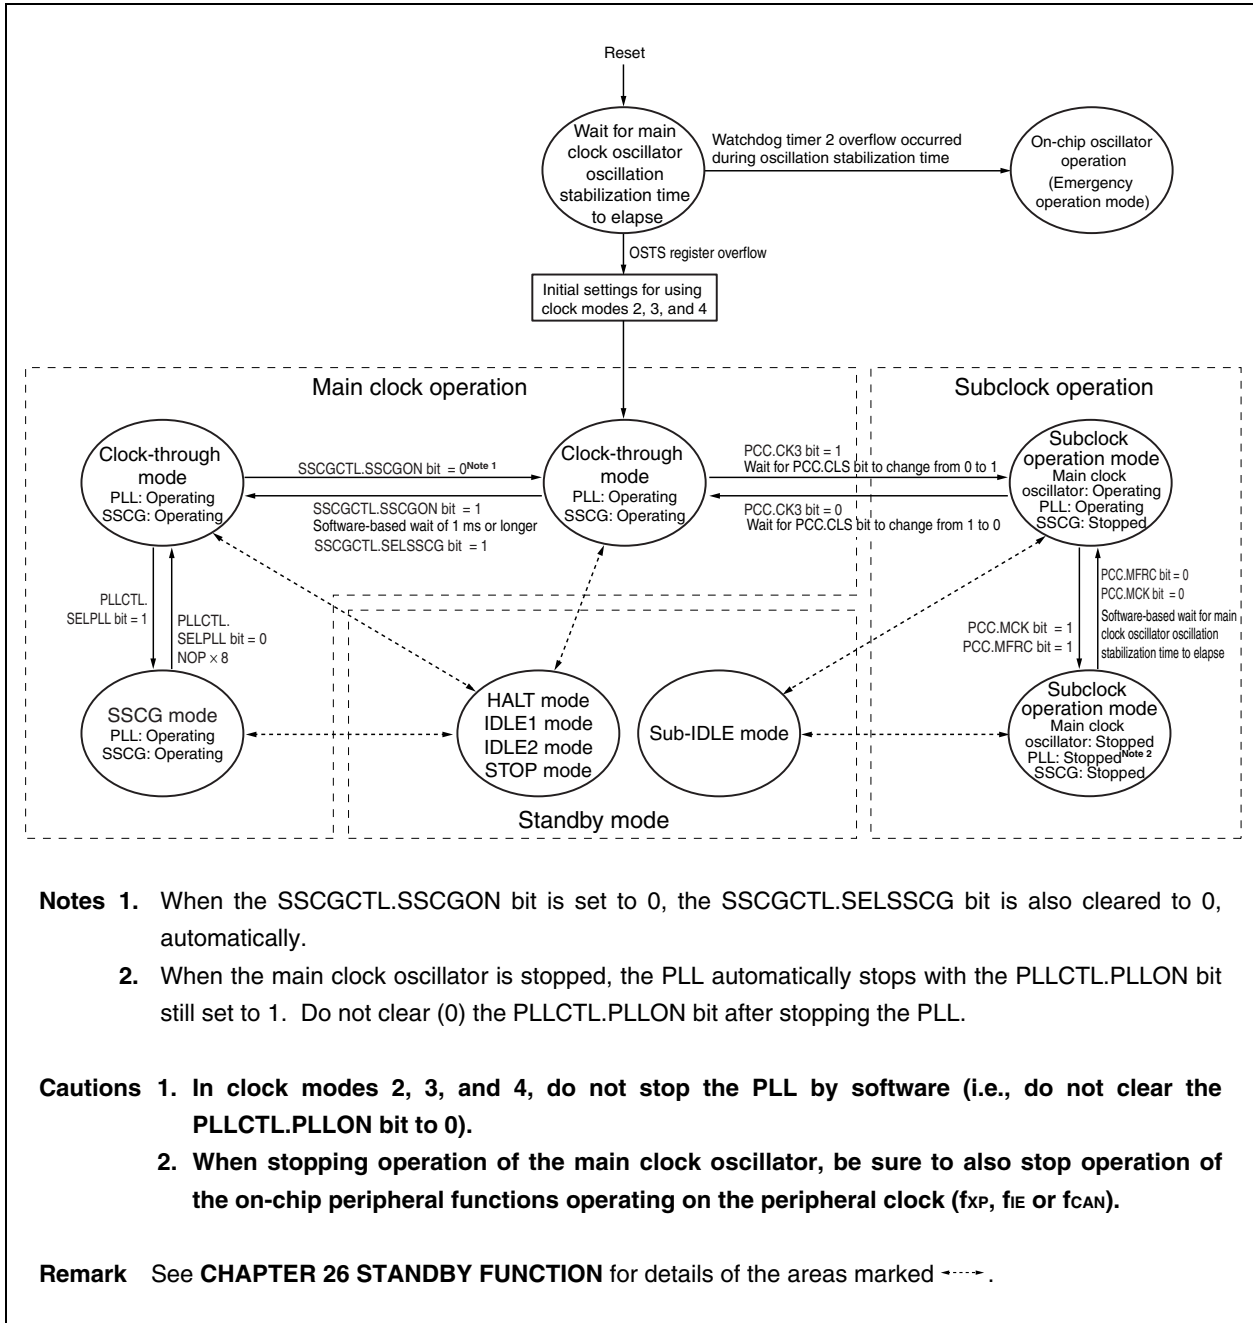 Reset
Wait for main
clock oscillator
oscillation
stabilization time
to elapse
Watchdog timer 2 overflow occurred
during oscillation stabilization time
On-chip oscillator
operation
(Emergency
operation mode)
OSTS register overflow
Initial settings for using
clock modes 2, 3, and 4
Main clock operation
Subclock operation
Clock-through
mode
PLL: Operating
SSCG: Operating
SSCGCTL.SSCGON bit = 0Note 1
SSCGCTL.SSCGON bit = 1
Software-based wait of 1 ms or longer
SSCGCTL.SELSSCG bit = 1
Clock-through
mode
PLL: Operating
SSCG: Operating
PCC.CK3 bit = 1
Wait for PCC.CLS bit to change from 0 to 1
PCC.CK3 bit = 0
Wait for PCC.CLS bit to change from 1 to 0
Subclock
operation mode
Main clock
oscillator: Operating
PLL: Operating
SSCG: Stopped
PLLCTL.
SELPLL bit = 1
PLLCTL.
SELPLL bit = 0
NOP × 8
PCC.MCK bit = 1
PCC.MFRC bit = 1
PCC.MFRC bit = 0
PCC.MCK bit = 0
Software-based wait for main
clock oscillator oscillation
stabilization time to elapse
SSCG mode
PLL: Operating
SSCG: Operating
HALT mode
IDLE1 mode
IDLE2 mode
STOP mode
Sub-IDLE mode
Subclock
operation mode
Main clock
oscillator: Stopped
PLL: StoppedNote 2
SSCG: Stopped
Standby mode
Notes 1. When the SSCGCTL.SSCGON bit is set to 0, the SSCGCTL.SELSSCG bit is also cleared to 0,
automatically.
2. When the main clock oscillator is stopped, the PLL automatically stops with the PLLCTL.PLLON bit
still set to 1. Do not clear (0) the PLLCTL.PLLON bit after stopping the PLL.
Cautions 1. In clock modes 2, 3, and 4, do not stop the PLL by software (i.e., do not clear the
PLLCTL.PLLON bit to 0).
2. When stopping operation of the main clock oscillator, be sure to also stop operation of
the on-chip peripheral functions operating on the peripheral clock (fXP, fIE or fCAN).
Remark See CHAPTER 26 STANDBY FUNCTION for details of the areas marked .